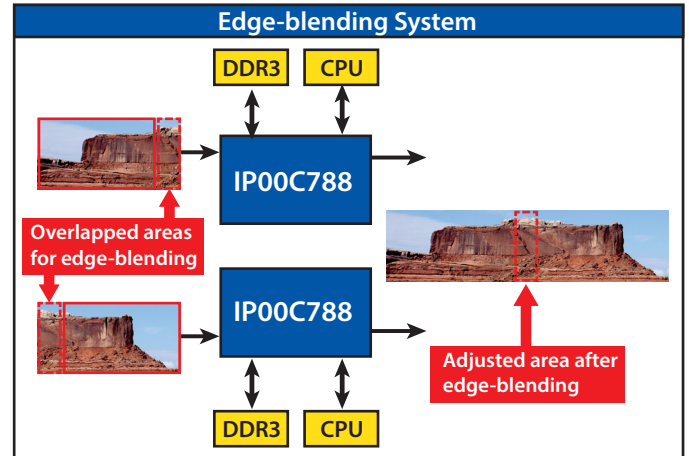 Edge-blending System
DDR3
CPU
IP00C788
Overlapped areas
for edge-blending
IP00C788
Adjusted area after
edge-blending
DDR3
CPU